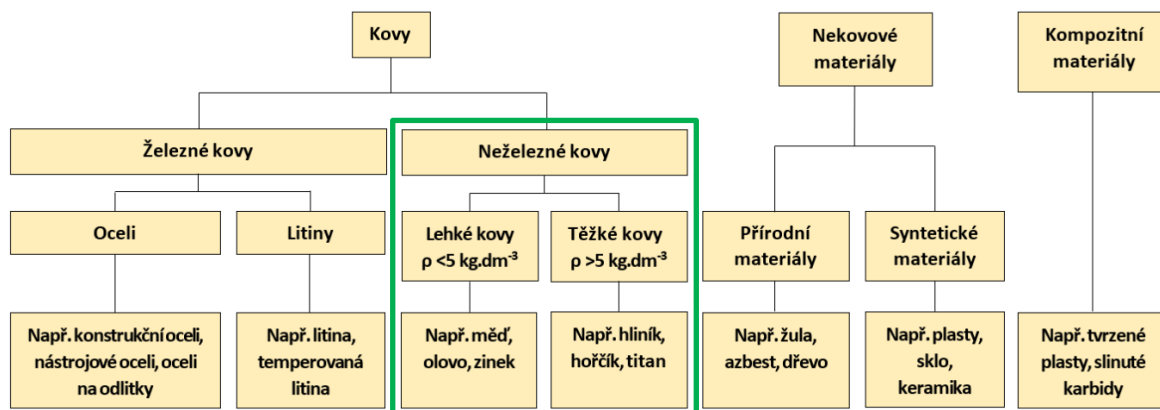 Kovy
Nekovové
materiály
Kompozitní
materiály
Železné kovy
Neželezné kovy
Oceli
Litiny
Lehké kovy
ρ <5 kg.dm⁻³
Těžké kovy
ρ >5 kg.dm⁻³
Přírodní
materiály
Syntetické
materiály
Např. konstrukční oceli,
nástrojové oceli, oceli
na odlitky
Např. litina,
temperovaná
litina
Např. měď,
olovo, zinek
Např. hliník,
hořčík, titan
Např. žula,
azbest, dřevo
Např. plasty,
sklo,
keramika
Např. tvrzené
plasty, slinuté
karbidy